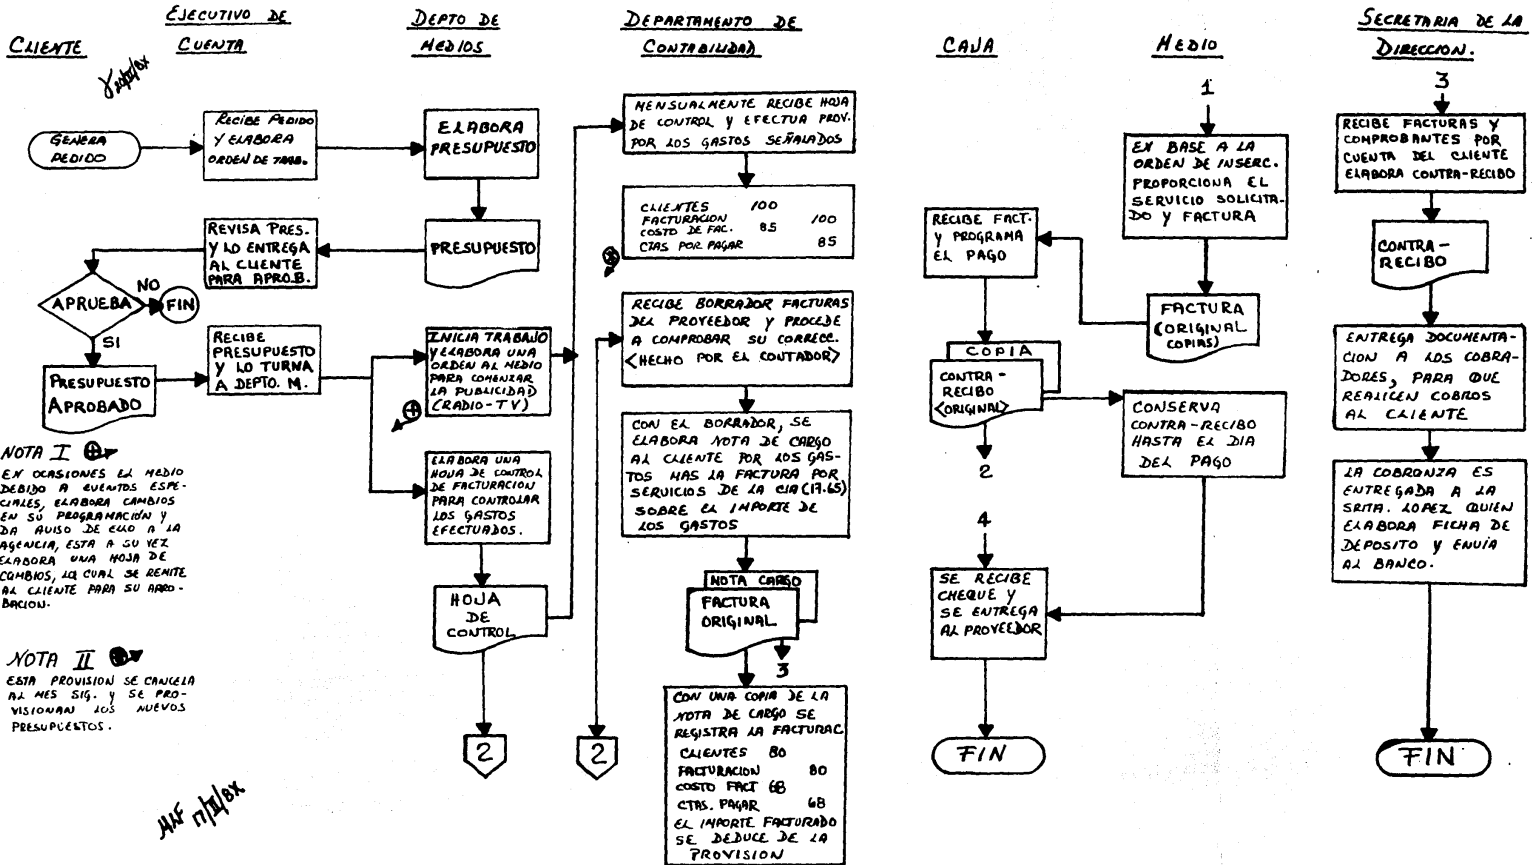 CLIENTE
EJECUTIVO DE
CUENTA
DEPTO DE
MEDIOS
DEPARTAMENTO DE
CONTABILIDAD
CAJA
MEDIO
SECRETARIA DE LA
DIRECCION.
GENERA
PEDIDO
RECIBE PEDIDO
Y ELABORA
ORDEN DE TRAB.
ELABORA
PRESUPUESTO
PRESUPUESTO
REVISA PRES-
Y LO ENTREGA
AL CLIENTE
PARA APROB.
APRUEBA
NO
FIN
SI
PRESUPUESTO
APROBADO
RECIBE
PRESUPUESTO
Y LO TURNA
A DEPTO. M.
INICIA TRABAJO
Y ELABORA UNA
ORDEN AL MEDIO
PARA COMENZAR
LA PUBLICIDAD
(RADIO-TV)
ELABORA UNA
HOJA DE CONTROL
DE FACTURACION
PARA CONTROLAR
LOS GASTOS
EFECTUADOS.
HOJA
DE
CONTROL
2
NOTA I
EN OCASIONES EL MEDIO
DEBIDO A EVENTOS ESPE-
CIALES, ELABORA CAMBIOS
EN SU PROGRAMACIÓN Y
DA AVISO DE ELLO A LA
AGENCIA, ESTA A SU VEZ
ELABORA UNA HOJA DE
CAMBIOS, LA CUAL SE REMITE
AL CLIENTE PARA SU APRO-
BACION.
NOTA II
ESTA PROVISION SE CANCELA
AL MES SIG. Y SE PRO-
VISIONAN LOS NUEVOS
PRESUPUESTOS.
MENSUALMENTE RECIBE HOJA
DE CONTROL Y EFECTUA PROV.
POR LOS GASTOS SEÑALADOS
CLIENTES 100
FACTURACION 100
COSTO DE FAC. 85
CTAS POR PAGAR 85
RECIBE BORRADOR FACTURAS
DEL PROVEEDOR Y PROCEDE
A COMPROBAR SU CORRECC.
<HECHO POR EL CONTADOR>
CON EL BORRADOR, SE
ELABORA NOTA DE CARGO
AL CLIENTE POR LOS GAS-
TOS MAS LA FACTURA POR
SERVICIOS DE LA CIA (17.65)
SOBRE EL IMPORTE DE
LOS GASTOS
NOTA CARGO
FACTURA
ORIGINAL
3
2
CON UNA COPIA DE LA
NOTA DE CARGO SE
REGISTRA LA FACTURAC
CLIENTES 80
FACTURACION 80
COSTO FACT 68
CTAS. PAGAR 68
EL IMPORTE FACTURADO
SE DEDUCE DE LA
PROVISION
RECIBE FACT.
Y PROGRAMA
EL PAGO
COPIA
CONTRA-
RECIBO
<ORIGINAL>
2
4
SE RECIBE
CHEQUE Y
SE ENTREGA
AL PROVEEDOR
FIN
1
EN BASE A LA
ORDEN DE INSERC.
PROPORCIONA EL
SERVICIO SOLICITA-
DO Y FACTURA
FACTURA
(ORIGINAL
COPIAS)
CONSERVA
CONTRA-RECIBO
HASTA EL DIA
DEL PAGO
3
RECIBE FACTURAS Y
COMPROBANTES POR
CUENTA DEL CLIENTE
ELABORA CONTRA-RECIBO
CONTRA-
RECIBO
ENTREGA DOCUMENTA-
CION A LOS COBRA-
DORES, PARA QUE
REALICEN COBROS
AL CLIENTE
LA COBRONZA ES
ENTREGADA A LA
SRITA. LOPEZ QUIEN
ELABORA FICHA DE
DEPOSITO Y ENVIA
AL BANCO.
FIN